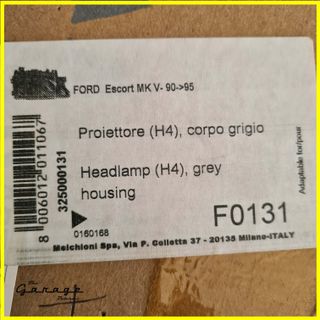 FORD Escort MK V- 90->95
Proiettore (H4), corpo grigio
Headlamp (H4), grey
housing
F0131
0160168
Melchioni Spa, Via P. Colletta 37 - 20135 Milano-ITALY
8 006012 011067
325000131
Adaptable for/pour
The
Garage